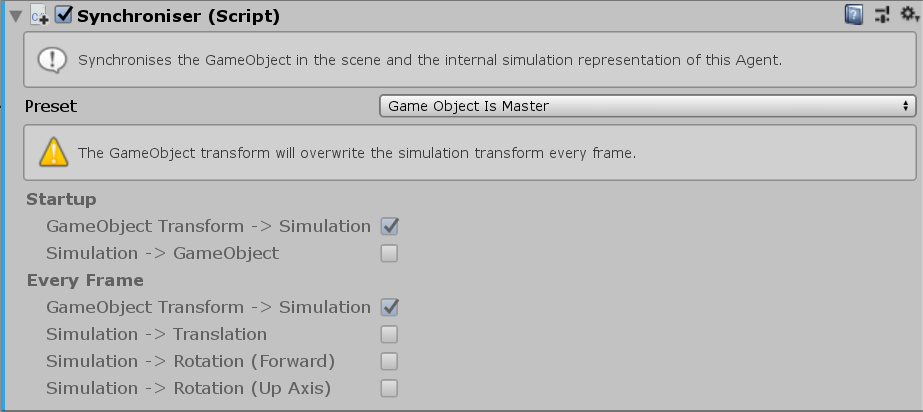 Synchroniser (Script)
Synchronises the GameObject in the scene and the internal simulation representation of this Agent.
Preset
Game Object Is Master
The GameObject transform will overwrite the simulation transform every frame.
Startup
GameObject Transform -> Simulation
Simulation -> GameObject
Every Frame
GameObject Transform -> Simulation
Simulation -> Translation
Simulation -> Rotation (Forward)
Simulation -> Rotation (Up Axis)